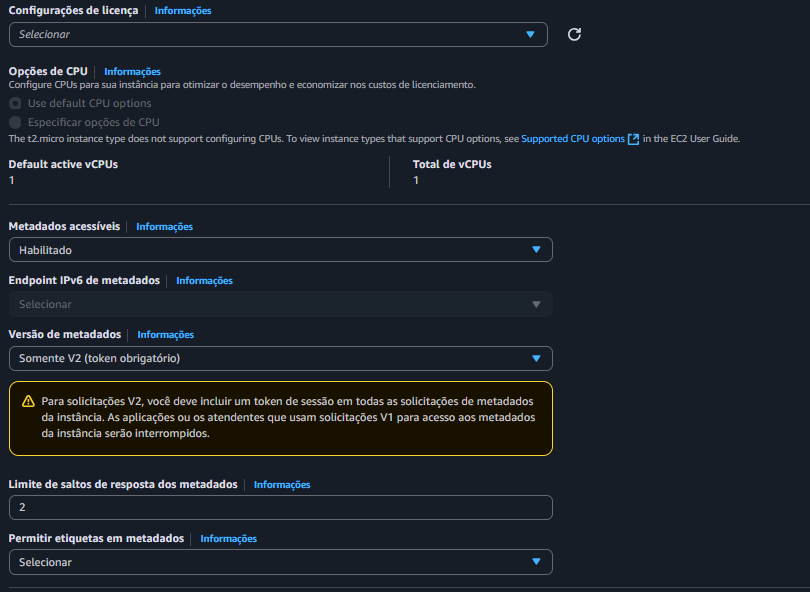 Configurações de licença Informações
Selecionar
Opções de CPU Informações
Configure CPUs para sua instância para otimizar o desempenho e economizar nos custos de licenciamento.
Use default CPU options
Especificar opções de CPU
The t2.micro instance type does not support configuring CPUs. To view instance types that support CPU options, see Supported CPU options in the EC2 User Guide.
Default active vCPUs Total de vCPUs
1 1
Metadados acessíveis Informações
Habilitado
Endpoint IPv6 de metadados Informações
Selecionar
Versão de metadados Informações
Somente V2 (token obrigatório)
Para solicitações V2, você deve incluir um token de sessão em todas as solicitações de metadados
da instância. As aplicações ou os atendentes que usam solicitações V1 para acesso aos metadados
da instância serão interrompidos.
Limite de saltos de resposta dos metadados Informações
2
Permitir etiquetas em metadados Informações
Selecionar